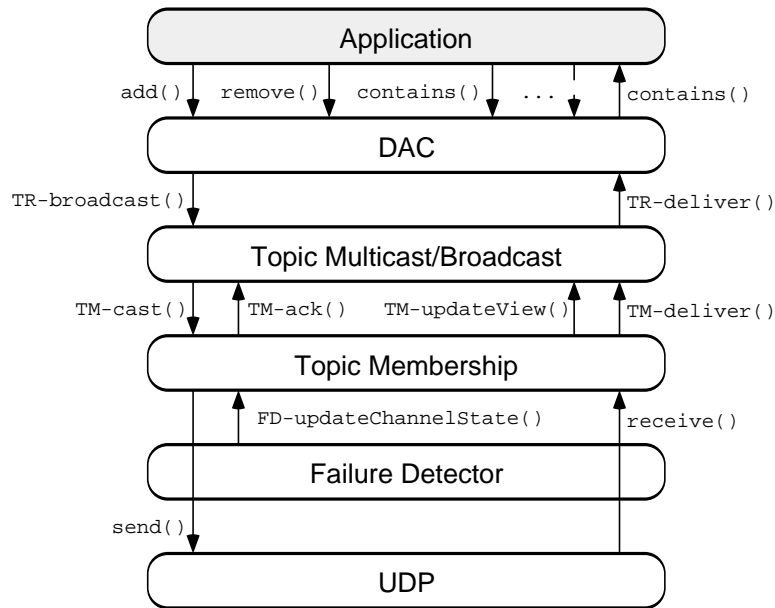 Application
add() remove() contains() ... contains()
DAC
TR-broadcast() TR-deliver()
Topic Multicast/Broadcast
TM-cast() TM-ack() TM-updateView() TM-deliver()
Topic Membership
FD-updateChannelState() receive()
Failure Detector
send()
UDP